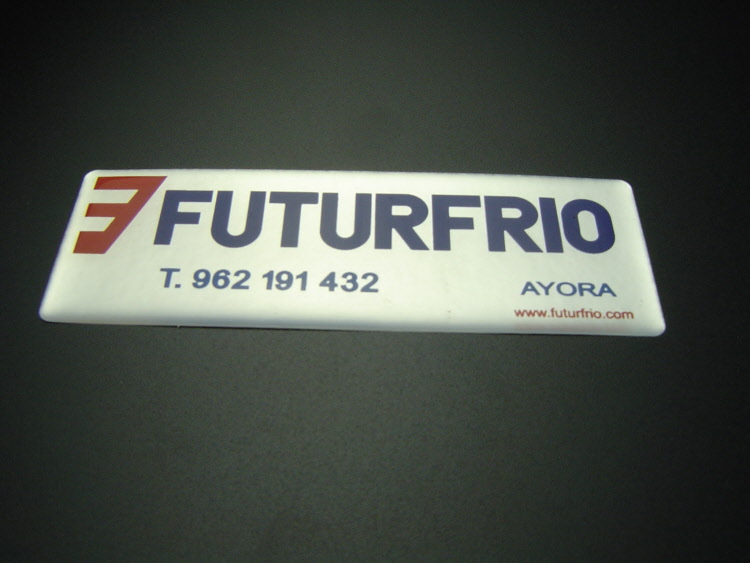 FUTURFRIO
T. 962 191 432
AYORA
www.futurfrio.com